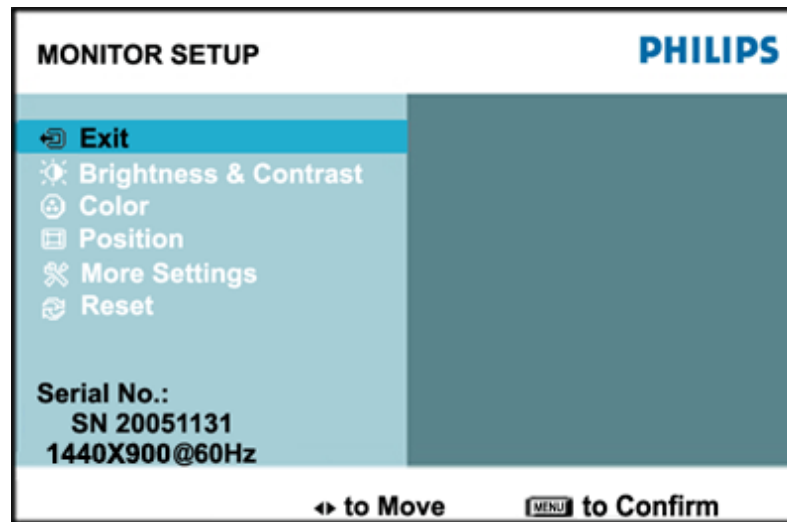 MONITOR SETUP
PHILIPS
Exit
Brightness & Contrast
Color
Position
More Settings
Reset
Serial No.:
SN 20051131
1440X900@60Hz
to Move
MENU to Confirm